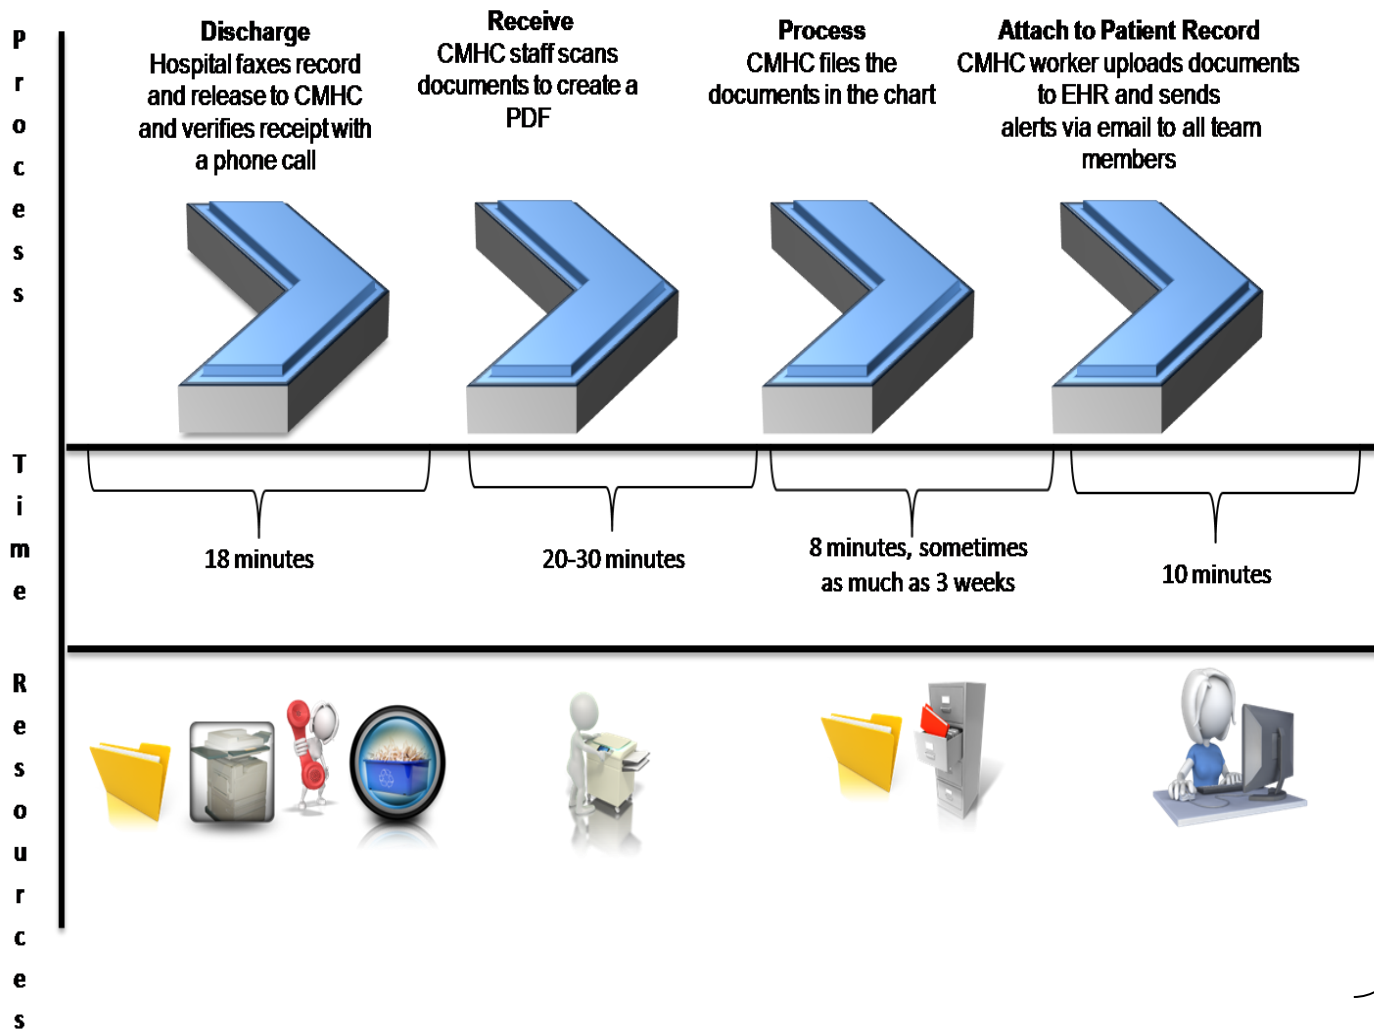 Process
Discharge
Hospital faxes record
and release to CMHC
and verifies receipt with
a phone call
Receive
CMHC staff scans
documents to create a
PDF
Process
CMHC files the
documents in the chart
Attach to Patient Record
CMHC worker uploads documents
to EHR and sends
alerts via email to all team
members
Time
18 minutes
20-30 minutes
8 minutes, sometimes
as much as 3 weeks
10 minutes
Resources